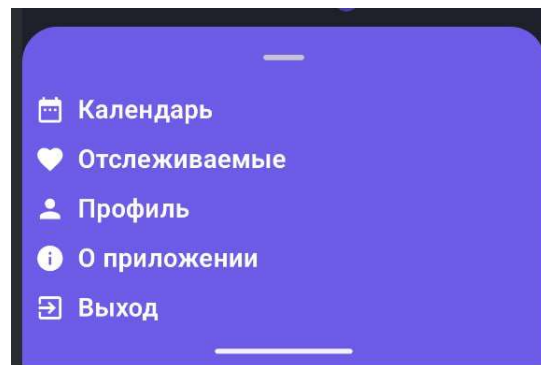 Календарь
Отслеживаемые
Профиль
О приложении
Выход